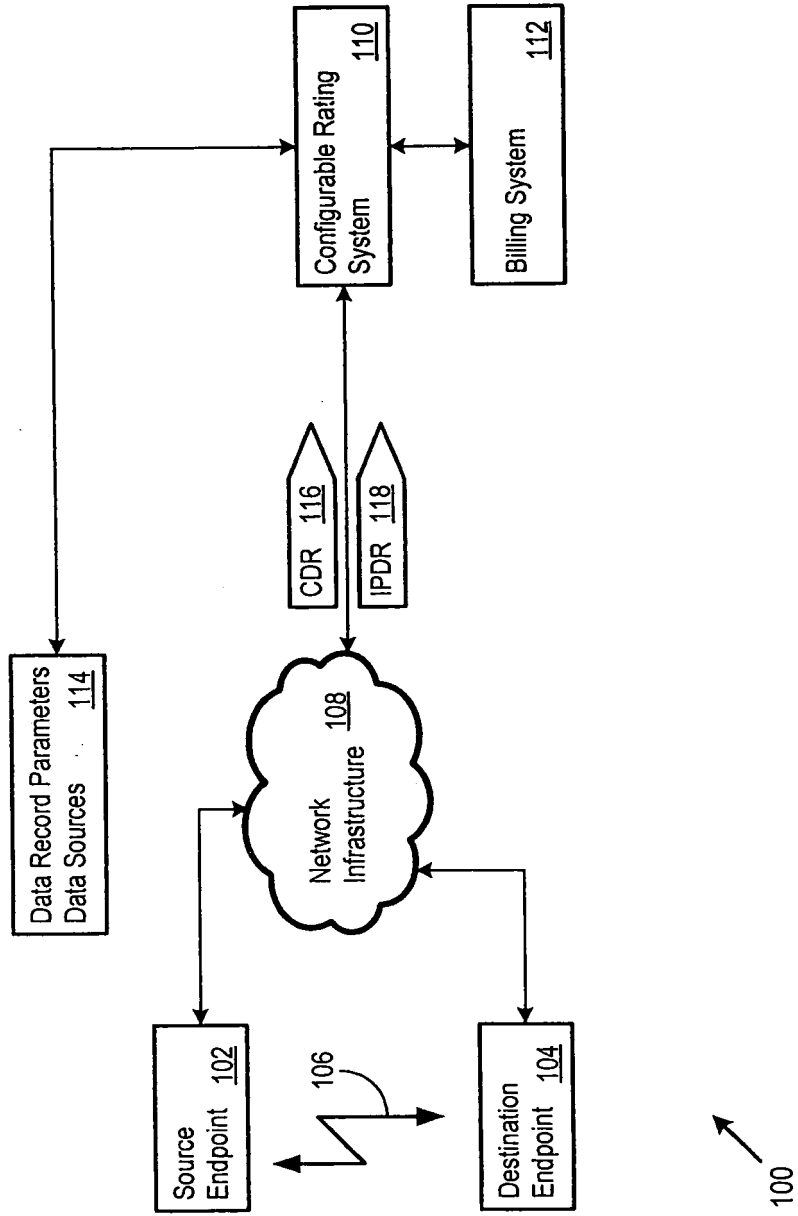 Data Record Parameters
Data Sources 114
Source
Endpoint 102
106
Destination
Endpoint 104
108
Network
Infrastructure
CDR 116
IPDR 118
Configurable Rating
System 110
Billing System 112
100